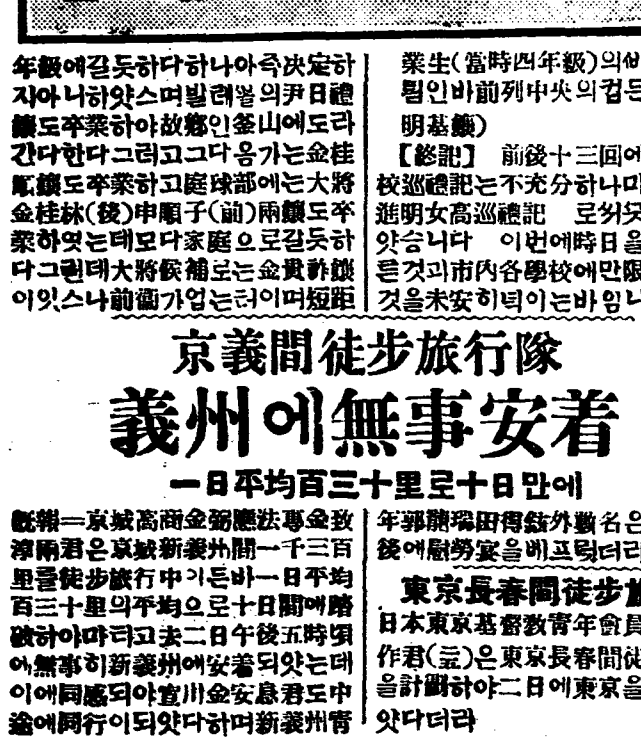 年級에갈듯하다하나아즉決定하
지아니하얏스며빨래뽈의尹日禮
孃도卒業하야故鄕인釜山에도라
간다한다그러고그다음가는金桂
孃도卒業하고庭球部에는大將
金桂林(後)申順子(前)兩孃도卒
業하엿는데모다家庭으로갈듯하
다그런데大將候補로는金貴 孃
이잇스나前衛가업는터이며短距
業生(當時四年級)의
팀인바前列中央의컵든
明基孃)
【終記】 前後十三回에
校巡禮記는不充分하나마
進明女高巡禮記 로
얏습니다 이번에時日을
든것과市內各學校에만限
것을未安히녁이는바임니
京義間徒步旅行隊
義州에無事安着
一日平均百三十里로十日만에
旣報=京城高商金弼應法專金致
淳兩君은京城新義州間一千三百
里를徒步旅行中이든바一日平均
百三十里의平均으로十日間에踏
破하야마타고去二日午後五時頃
에無事히新義州에安着되얏는데
이에同感되야宣川金安息君도中
途에同行이되얏다하며新義州靑
年郭龍瑞田得鉉外數名은
後에慰勞宴을베프럿더라
東京長春間徒步旅
日本東京基督敎靑年會員
作君(云)은東京長春間徒
을計劃하야二日에東京을
얏다더라